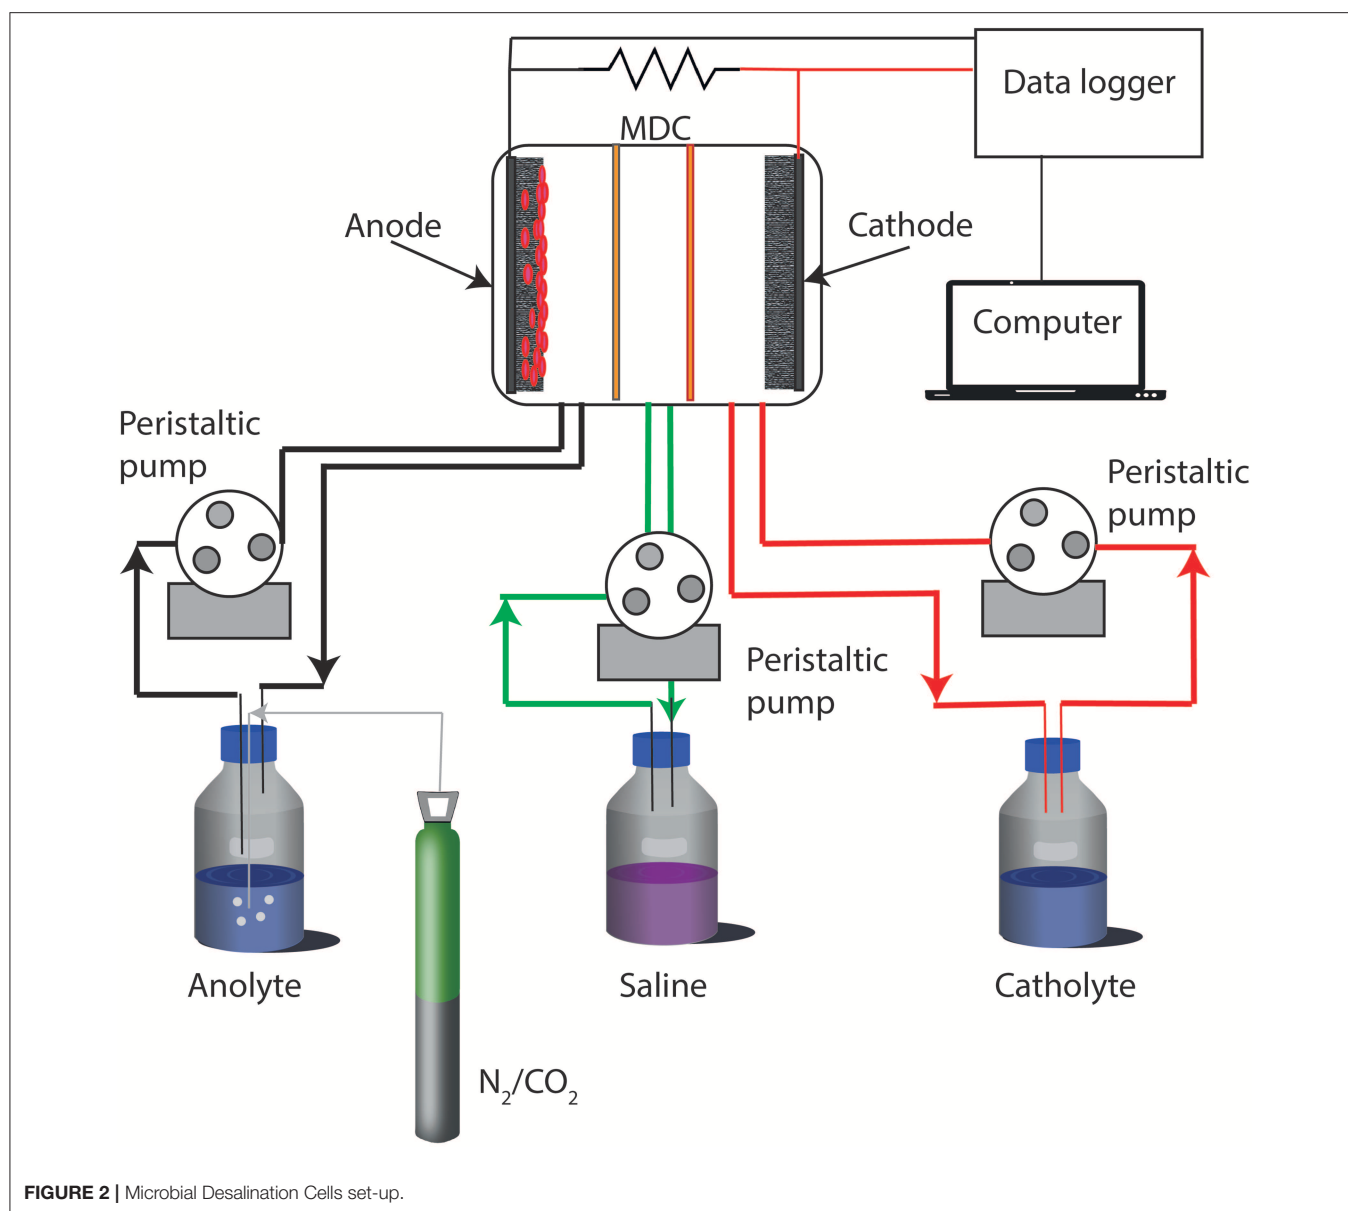 Data logger
MDC
Anode
Cathode
Computer
Peristaltic
pump
Peristaltic
pump
Peristaltic
pump
Anolyte
Saline
Catholyte
N₂/CO₂
FIGURE 2 | Microbial Desalination Cells set-up.